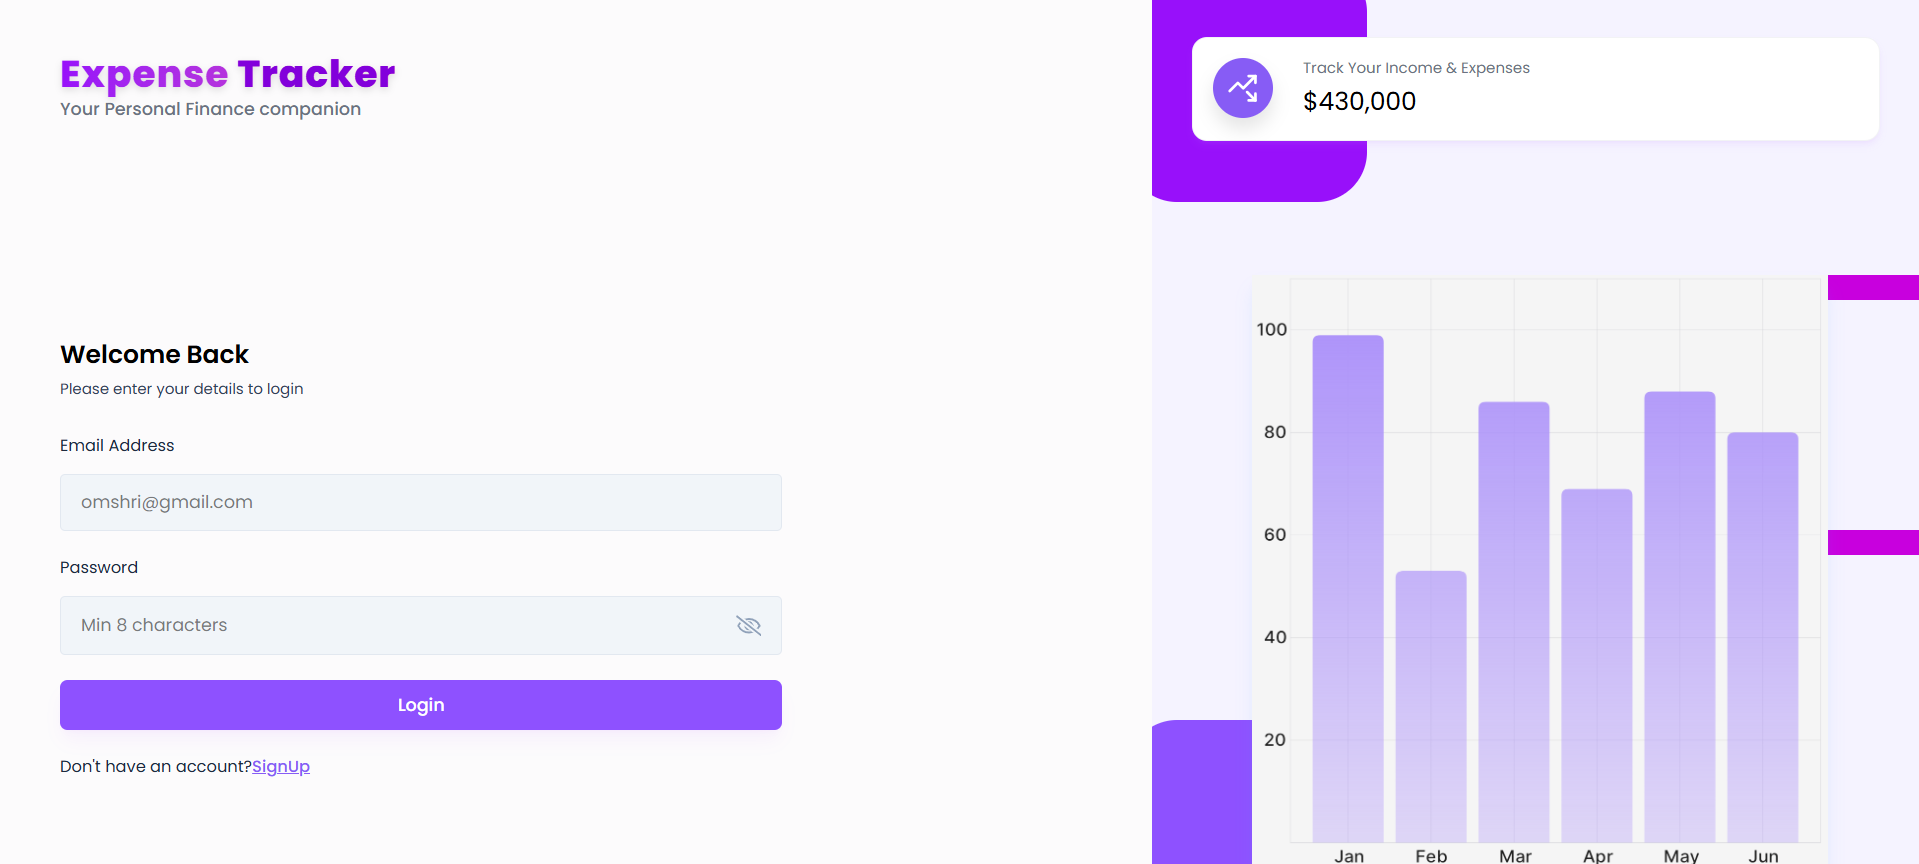 Expense Tracker
Your Personal Finance companion
Welcome Back
Please enter your details to login
Email Address
omshri@gmail.com
Password
Min 8 characters
Login
Don't have an account?SignUp
Track Your Income & Expenses
$430,000
100
80
60
40
20
Jan Feb Mar Apr May Jun